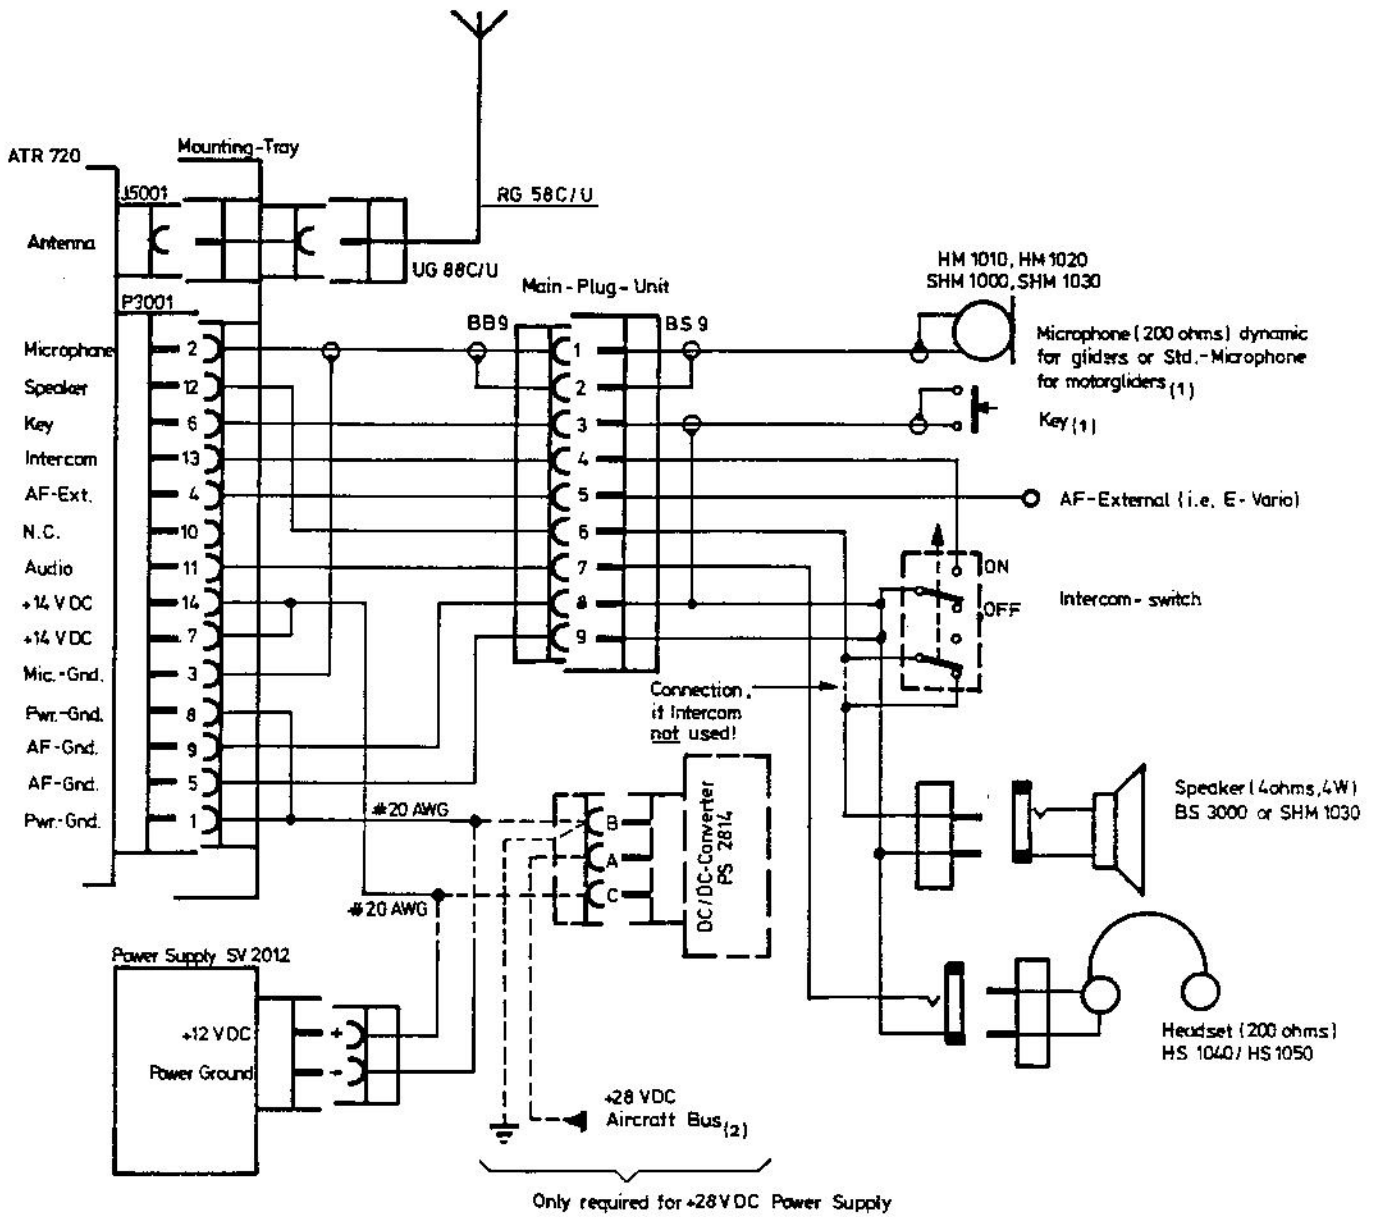 ATR 720
Mounting-Tray
J5001
Antenna
RG 58C/U
UG 88C/U
P3001
Main-Plug-Unit
BB9
BS 9
HM 1010, HM 1020
SHM 1000, SHM 1030
Microphone (200 ohms) dynamic
for gliders or Std.-Microphone
for motorgliders (1)
Key (1)
Microphone 2
Speaker 12
Key 6
Intercom 13
AF-Ext. 4
N.C. 10
Audio 11
+14 V DC 14
+14 V DC 7
Mic.-Gnd. 3
Pwr.-Gnd. 8
AF-Gnd. 9
AF-Gnd. 5
Pwr.-Gnd. 1
1
2
3
4
5
6
7
8
9
AF-External (i.e. E-Vario)
ON
OFF
Intercom-switch
Connection,
if Intercom
not used!
#20 AWG
#20 AWG
B
A
C
DC/DC-Converter
PS 2814
Speaker (4ohms, 4W)
BS 3000 or SHM 1030
Headset (200 ohms)
HS 1040/ HS 1050
Power Supply SV 2012
+12 V DC +
Power Ground -
+28 VDC
Aircraft Bus (2)
Only required for +28V DC Power Supply